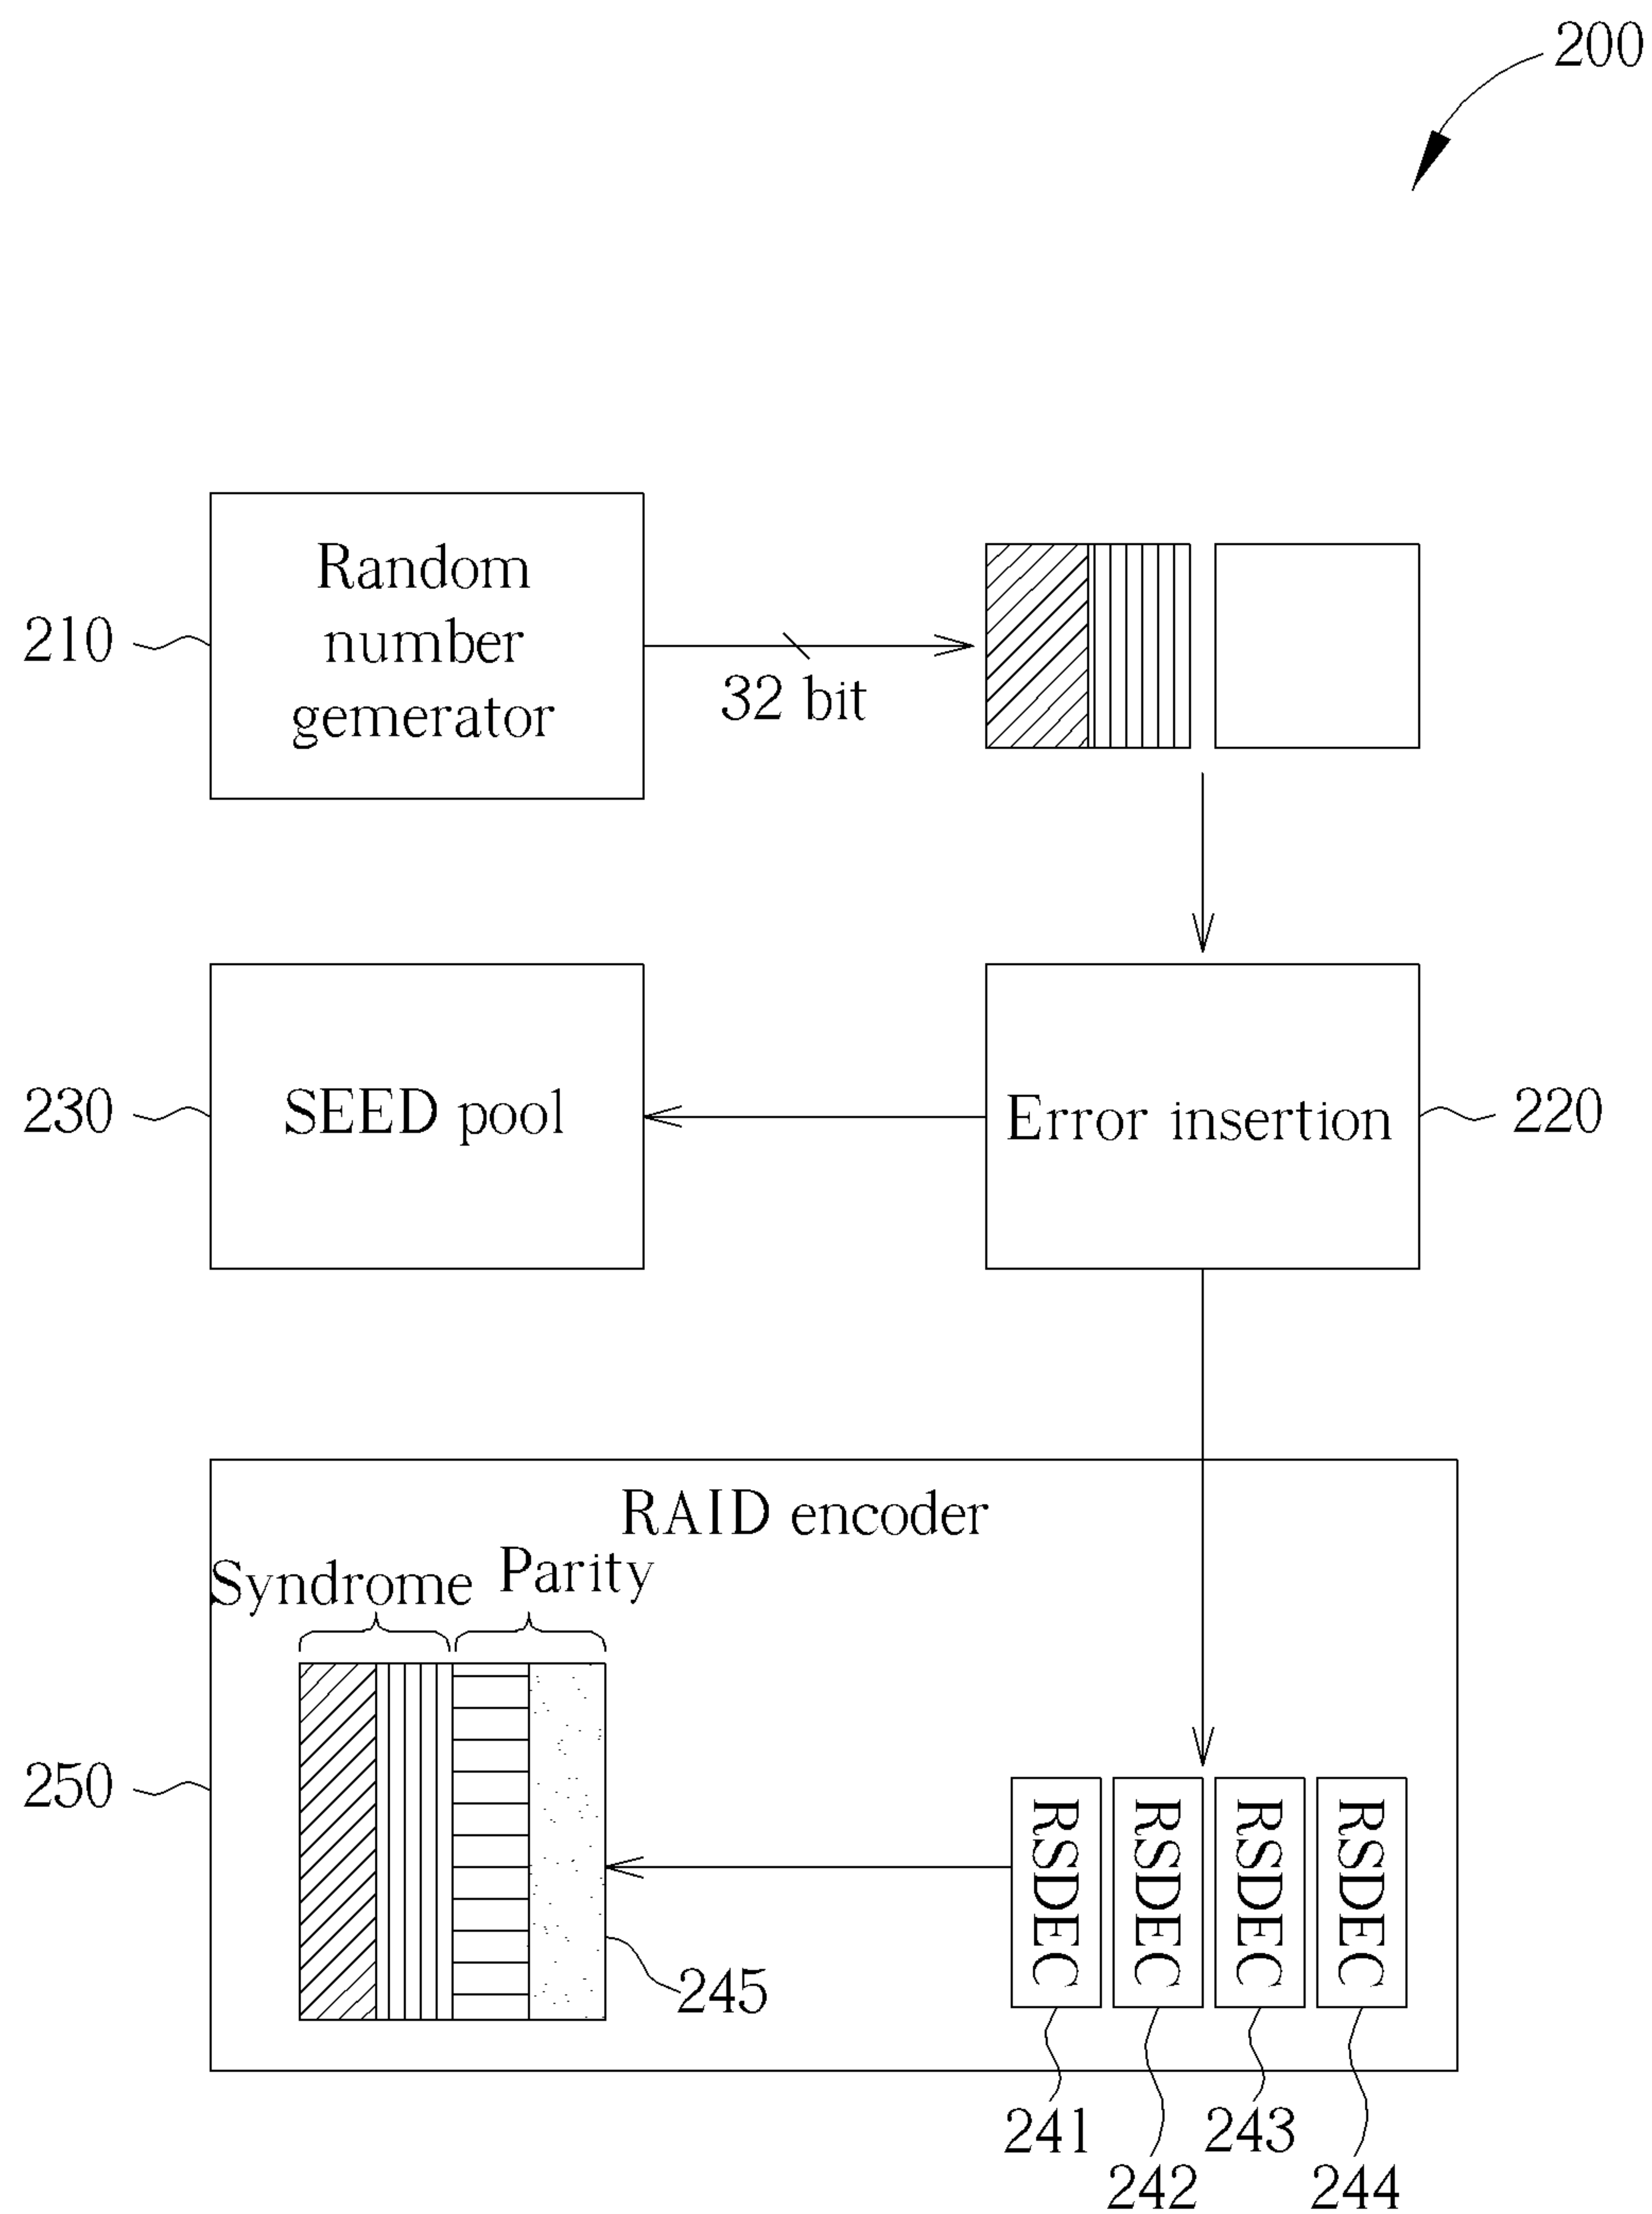 200
Random
number
gemerator
210
32 bit
SEED pool
230
Error insertion
220
RAID encoder
Syndrome
Parity
250
245
RSDEC
RSDEC
RSDEC
RSDEC
241
242
243
244